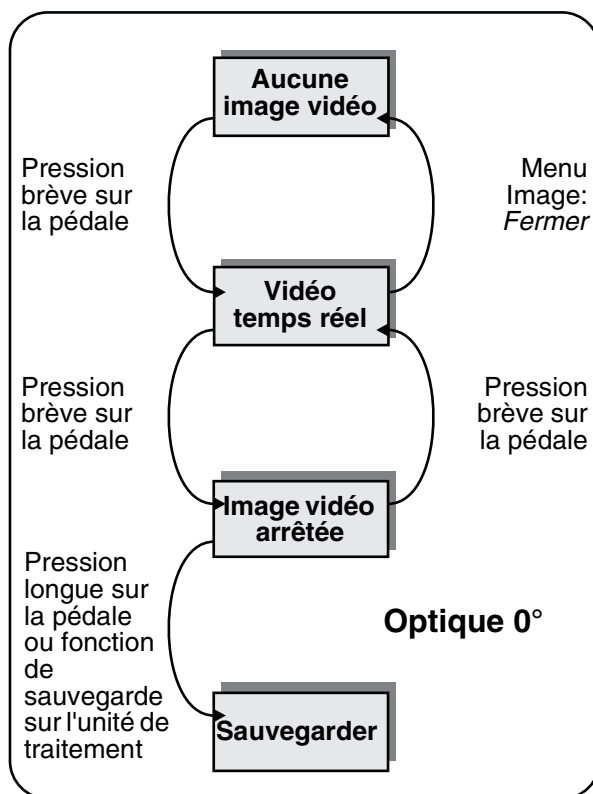 Aucune
image vidéo
Pression
brève sur
la pédale
Menu
Image:
Fermer
Vidéo
temps réel
Pression
brève sur
la pédale
Pression
brève sur
la pédale
Image vidéo
arrêtée
Pression
longue sur
la pédale
ou fonction
de
sauvegarde
sur l'unité de
traitement
Optique 0°
Sauvegarder